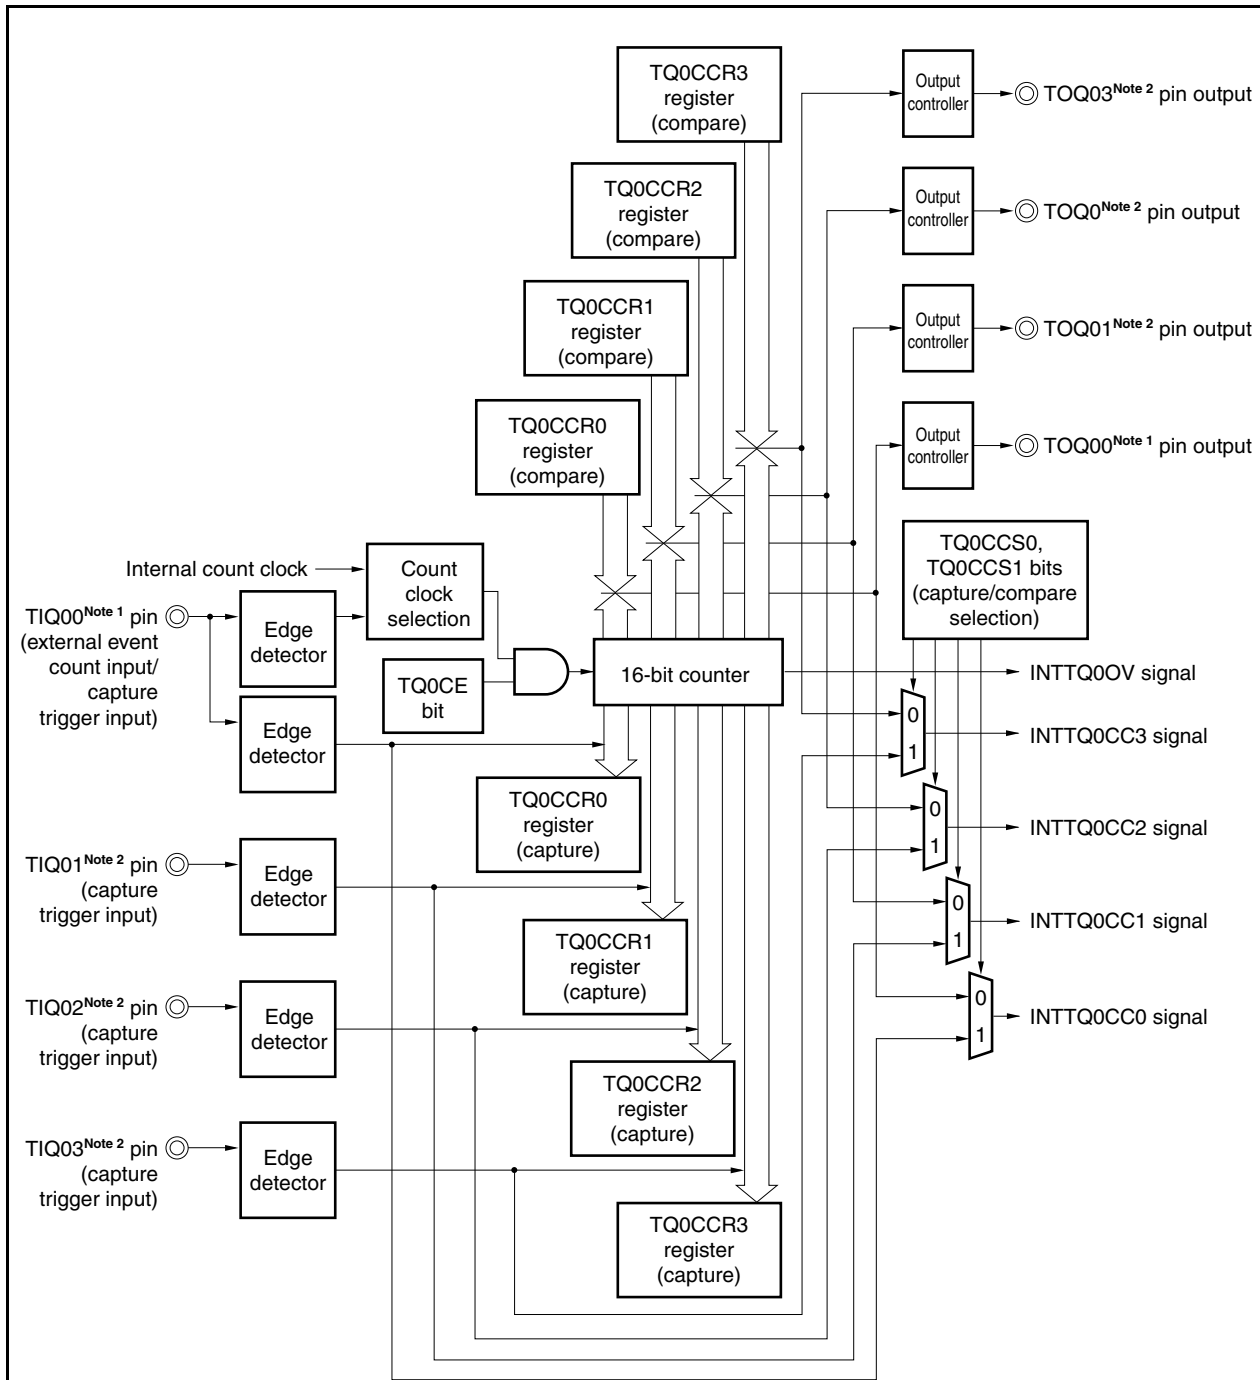 TQ0CCR3
register
(compare)
Output
controller
TOQ03Note 2 pin output
TQ0CCR2
register
(compare)
Output
controller
TOQ0Note 2 pin output
TQ0CCR1
register
(compare)
Output
controller
TOQ01Note 2 pin output
TQ0CCR0
register
(compare)
Output
controller
TOQ00Note 1 pin output
TQ0CCS0,
TQ0CCS1 bits
(capture/compare
selection)
Internal count clock
Count
clock
selection
TIQ00Note 1 pin
(external event
count input/
capture
trigger input)
Edge
detector
TQ0CE
bit
16-bit counter
INTTQ0OV signal
Edge
detector
0
1
INTTQ0CC3 signal
TQ0CCR0
register
(capture)
0
1
INTTQ0CC2 signal
TIQ01Note 2 pin
(capture
trigger input)
Edge
detector
0
1
INTTQ0CC1 signal
TQ0CCR1
register
(capture)
TIQ02Note 2 pin
(capture
trigger input)
Edge
detector
0
1
INTTQ0CC0 signal
TQ0CCR2
register
(capture)
TIQ03Note 2 pin
(capture
trigger input)
Edge
detector
TQ0CCR3
register
(capture)